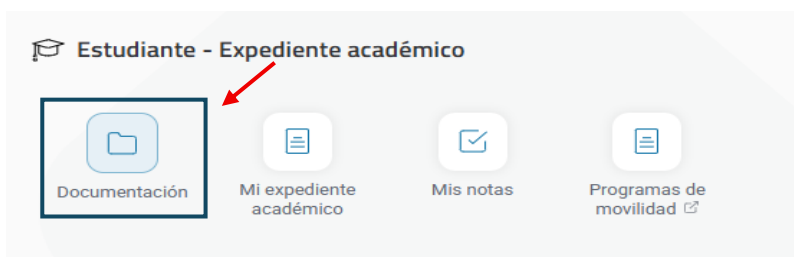 Estudiante - Expediente académico
Documentación
Mi expediente
académico
Mis notas
Programas de
movilidad